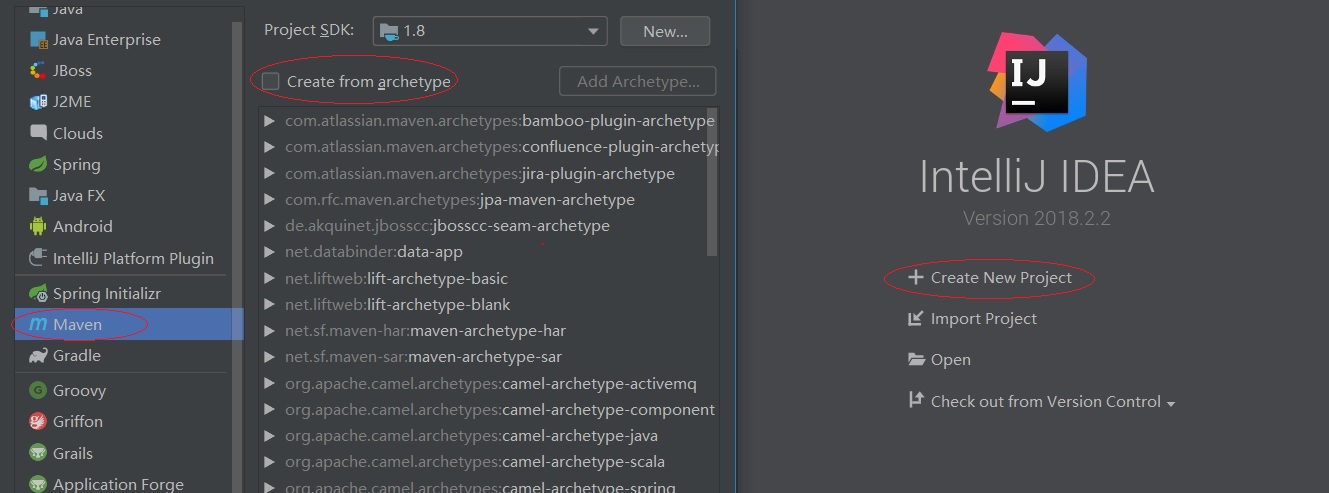 Java
Java Enterprise
JBoss
J2ME
Clouds
Spring
Java FX
Android
IntelliJ Platform Plugin
Spring Initializr
Maven
Gradle
Groovy
Griffon
Grails
Application Forge
Project SDK: 1.8 New...
Create from archetype Add Archetype...
com.atlassian.maven.archetypes:bamboo-plugin-archetype
com.atlassian.maven.archetypes:confluence-plugin-archetyp
com.atlassian.maven.archetypes:jira-plugin-archetype
com.rfc.maven.archetypes:jpa-maven-archetype
de.akquinet.jbosscc:jbosscc-seam-archetype
net.databinder:data-app
net.liftweb:lift-archetype-basic
net.liftweb:lift-archetype-blank
net.sf.maven-har:maven-archetype-har
net.sf.maven-sar:maven-archetype-sar
org.apache.camel.archetypes:camel-archetype-activemq
org.apache.camel.archetypes:camel-archetype-component
org.apache.camel.archetypes:camel-archetype-java
org.apache.camel.archetypes:camel-archetype-scala
org.apache.camel.archetypes:camel-archetype-spring
IJ
IntelliJ IDEA
Version 2018.2.2
Create New Project
Import Project
Open
Check out from Version Control